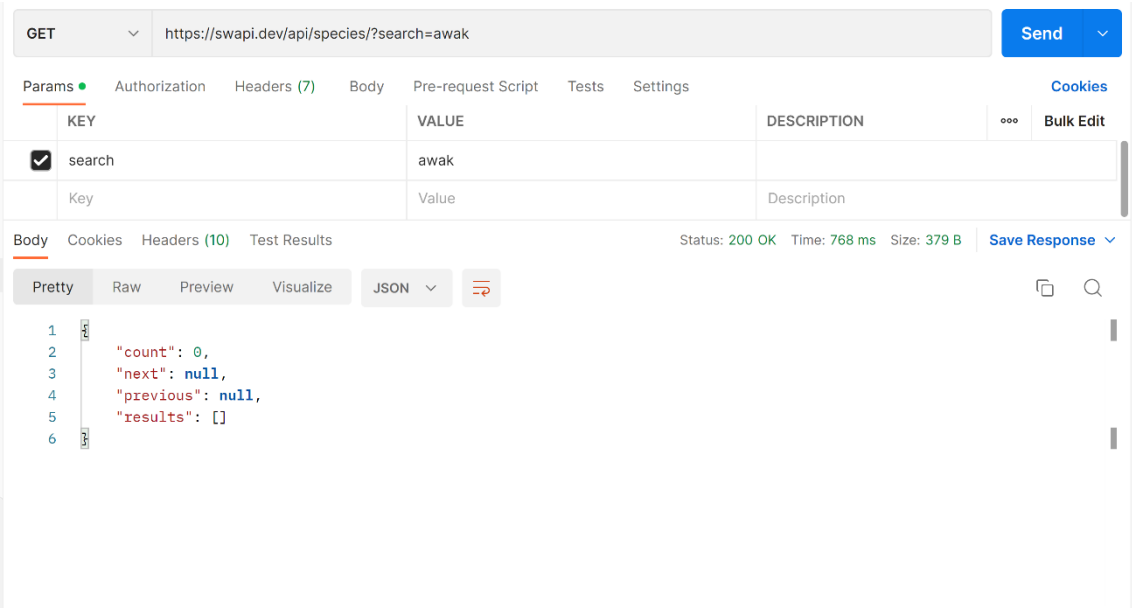 GET https://swapi.dev/api/species/?search=awak Send
Params Authorization Headers (7) Body Pre-request Script Tests Settings Cookies
KEY VALUE DESCRIPTION ooo Bulk Edit
search awak
Key Value Description
Body Cookies Headers (10) Test Results Status: 200 OK Time: 768 ms Size: 379 B Save Response
Pretty Raw Preview Visualize JSON
1 {
2 "count": 0,
3 "next": null,
4 "previous": null,
5 "results": []
6 }